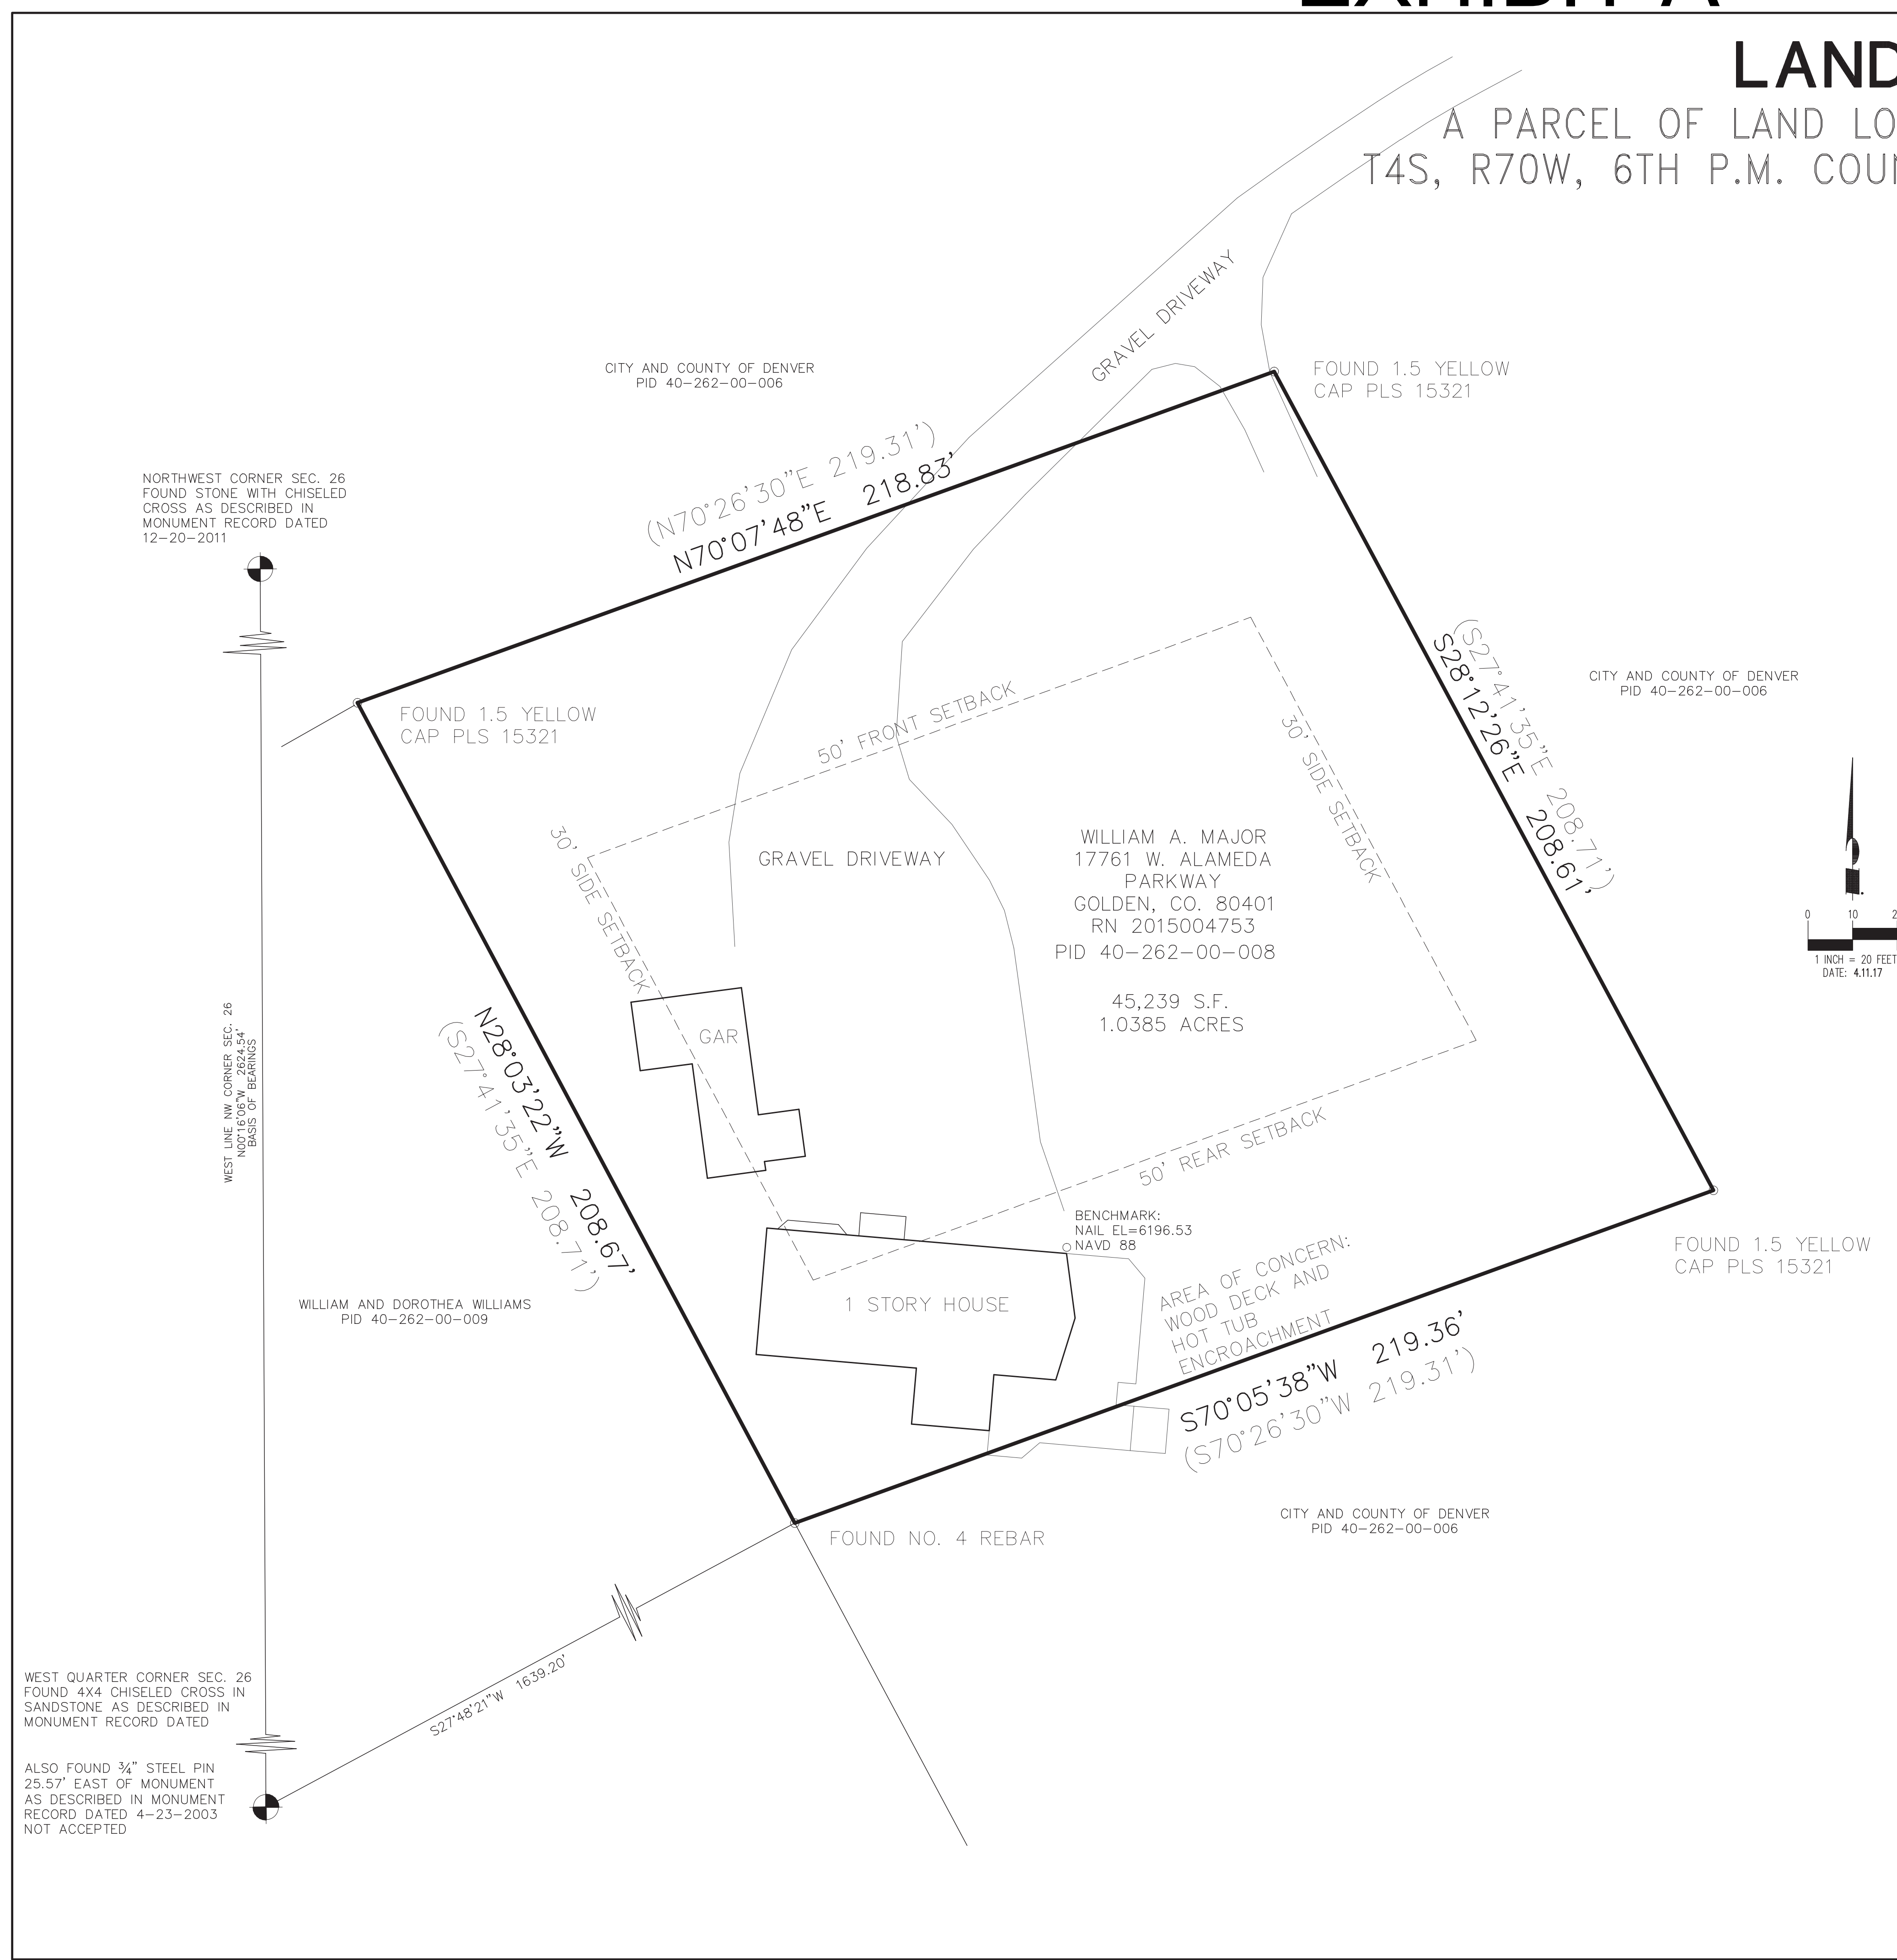 EXHIBIT A
LAND
A PARCEL OF LAND LO
T4S, R70W, 6TH P.M. COUN
GRAVEL DRIVEWAY
CITY AND COUNTY OF DENVER
PID 40-262-00-006
FOUND 1.5 YELLOW
CAP PLS 15321
(N70°26'30"E 219.31')
N70°07'48"E 218.83'
NORTHWEST CORNER SEC. 26
FOUND STONE WITH CHISELED
CROSS AS DESCRIBED IN
MONUMENT RECORD DATED
12-20-2011
FOUND 1.5 YELLOW
CAP PLS 15321
50' FRONT SETBACK
30' SIDE SETBACK
(S27°41'35"E 208.71')
S28°12'26"E 208.61'
CITY AND COUNTY OF DENVER
PID 40-262-00-006
30' SIDE SETBACK
GRAVEL DRIVEWAY
WILLIAM A. MAJOR
17761 W. ALAMEDA
PARKWAY
GOLDEN, CO. 80401
RN 2015004753
PID 40-262-00-008
45,239 S.F.
1.0385 ACRES
0 10 2
1 INCH = 20 FEET
DATE: 4.11.17
GAR
N28°03'22"W 208.67'
(S27°41'35"E 208.71')
WEST LINE NW CORNER SEC. 26
N00°16'06"W 2624.54'
BASIS OF BEARINGS
50' REAR SETBACK
BENCHMARK:
NAIL EL=6196.53
NAVD 88
AREA OF CONCERN:
WOOD DECK AND
HOT TUB
ENCROACHMENT
FOUND 1.5 YELLOW
CAP PLS 15321
1 STORY HOUSE
WILLIAM AND DOROTHEA WILLIAMS
PID 40-262-00-009
S70°05'38"W 219.36'
(S70°26'30"W 219.31')
CITY AND COUNTY OF DENVER
PID 40-262-00-006
FOUND NO. 4 REBAR
S27°48'21"W 1639.20'
WEST QUARTER CORNER SEC. 26
FOUND 4X4 CHISELED CROSS IN
SANDSTONE AS DESCRIBED IN
MONUMENT RECORD DATED
ALSO FOUND ¾" STEEL PIN
25.57' EAST OF MONUMENT
AS DESCRIBED IN MONUMENT
RECORD DATED 4-23-2003
NOT ACCEPTED